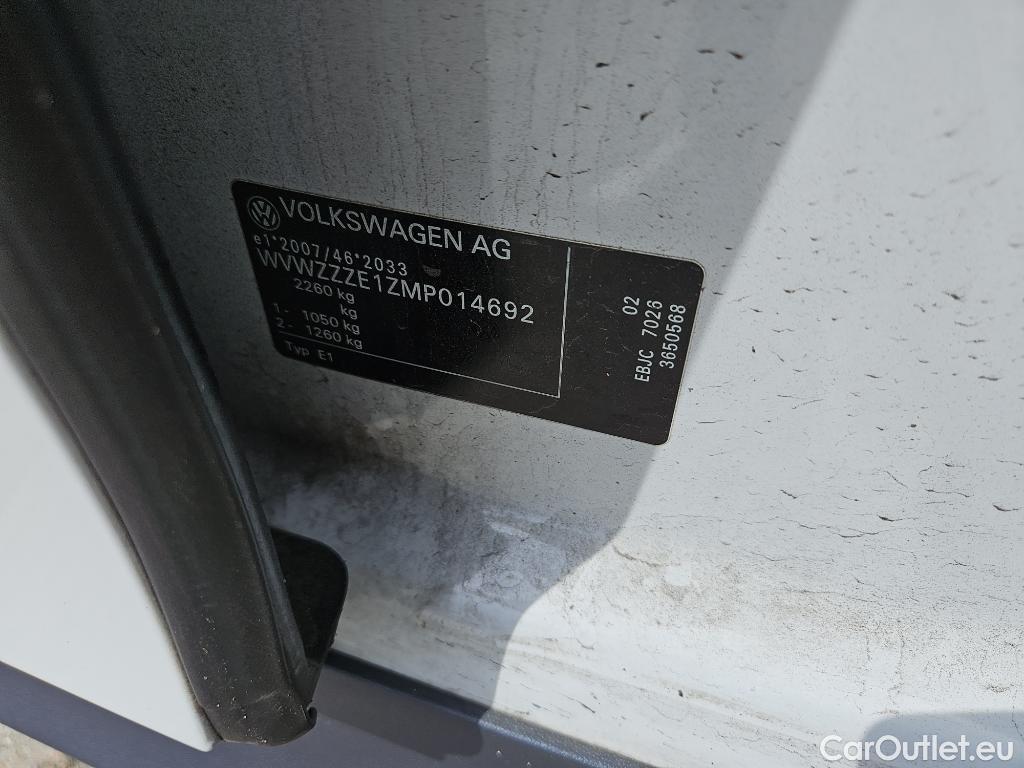 VOLKSWAGEN AG
e1*2007/46*2033
WVWZZZE1ZMP014692
2260 kg
kg
1.- 1050 kg
2.- 1260 kg
Typ E1
02
EBJC 7026
3650568
CarOutlet.eu